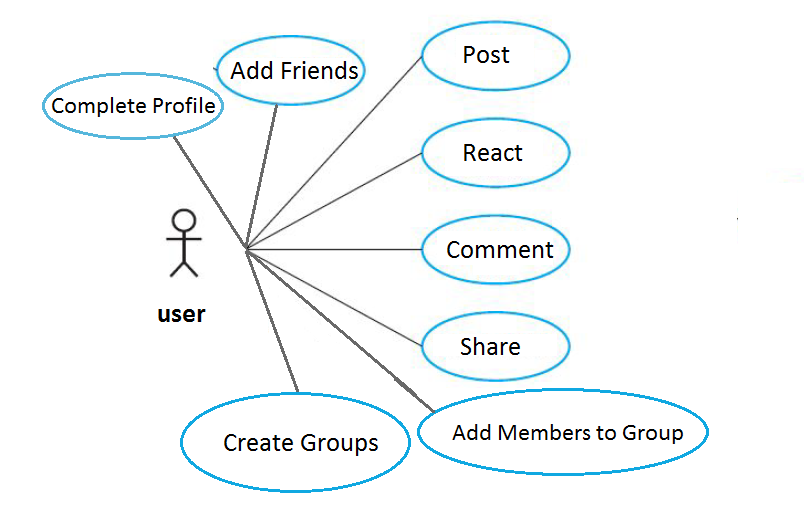 Post
Add Friends
Complete Profile
React
Comment
user
Share
Create Groups
Add Members to Group